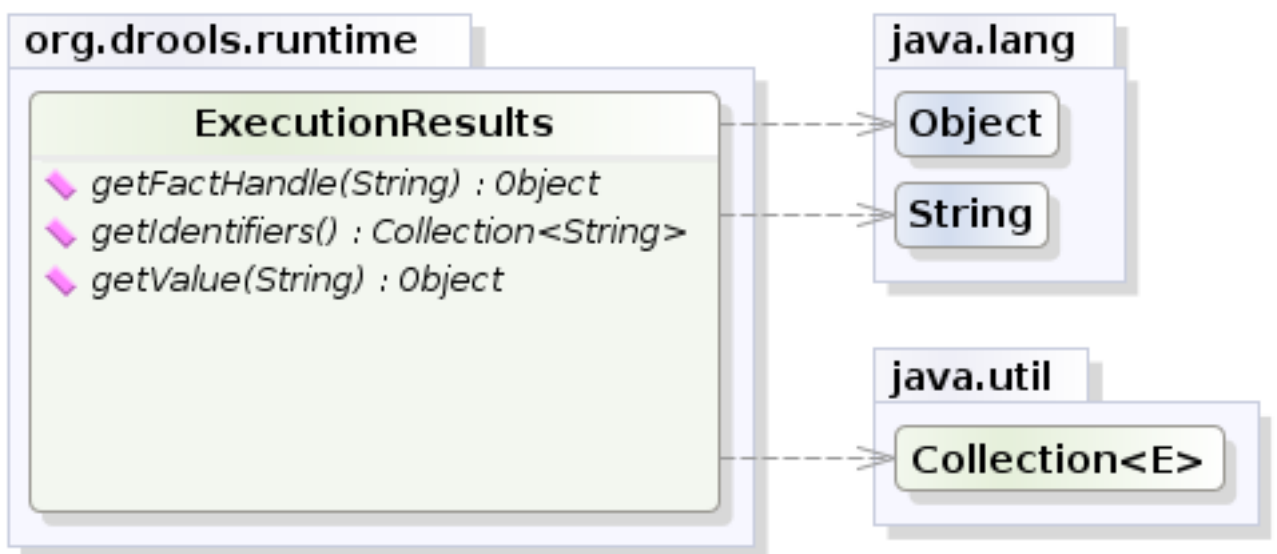 org.drools.runtime
ExecutionResults
getFactHandle(String) : Object
getIdentifiers() : Collection<String>
getValue(String) : Object
java.lang
Object
String
java.util
Collection<E>